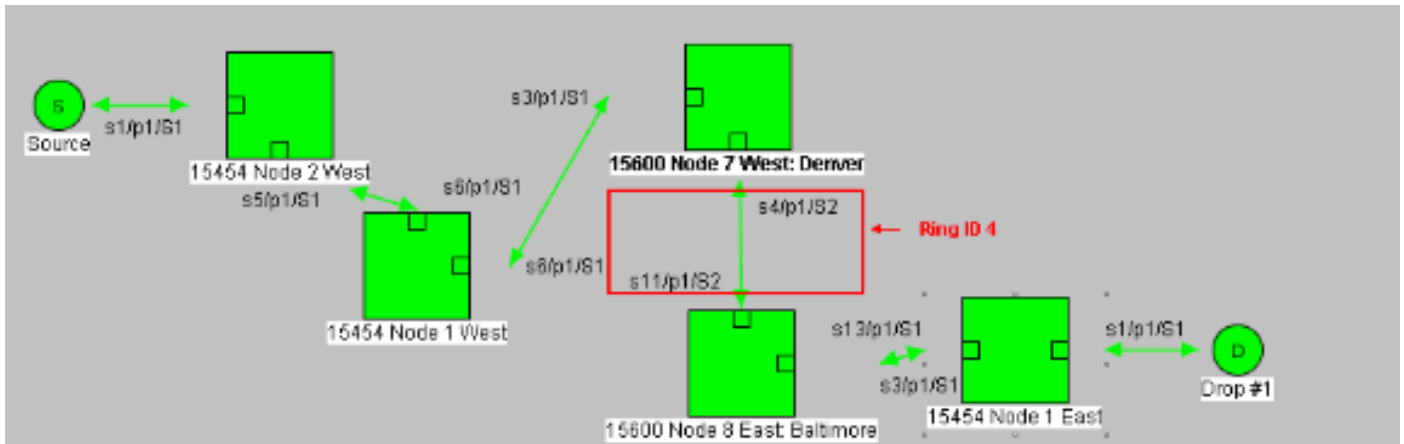 S
Source
s1/p1/S1
15454 Node 2 West
s5/p1/S1
s6/p1/S1
15454 Node 1 West
s6/p1/S1
s3/p1/S1
15600 Node 7 West: Denver
s4/p1/S2
Ring ID 4
s11/p1/S2
15600 Node 8 East: Baltimore
s3/p1/S1
s13/p1/S1
15454 Node 1 East
s1/p1/S1
D
Drop #1